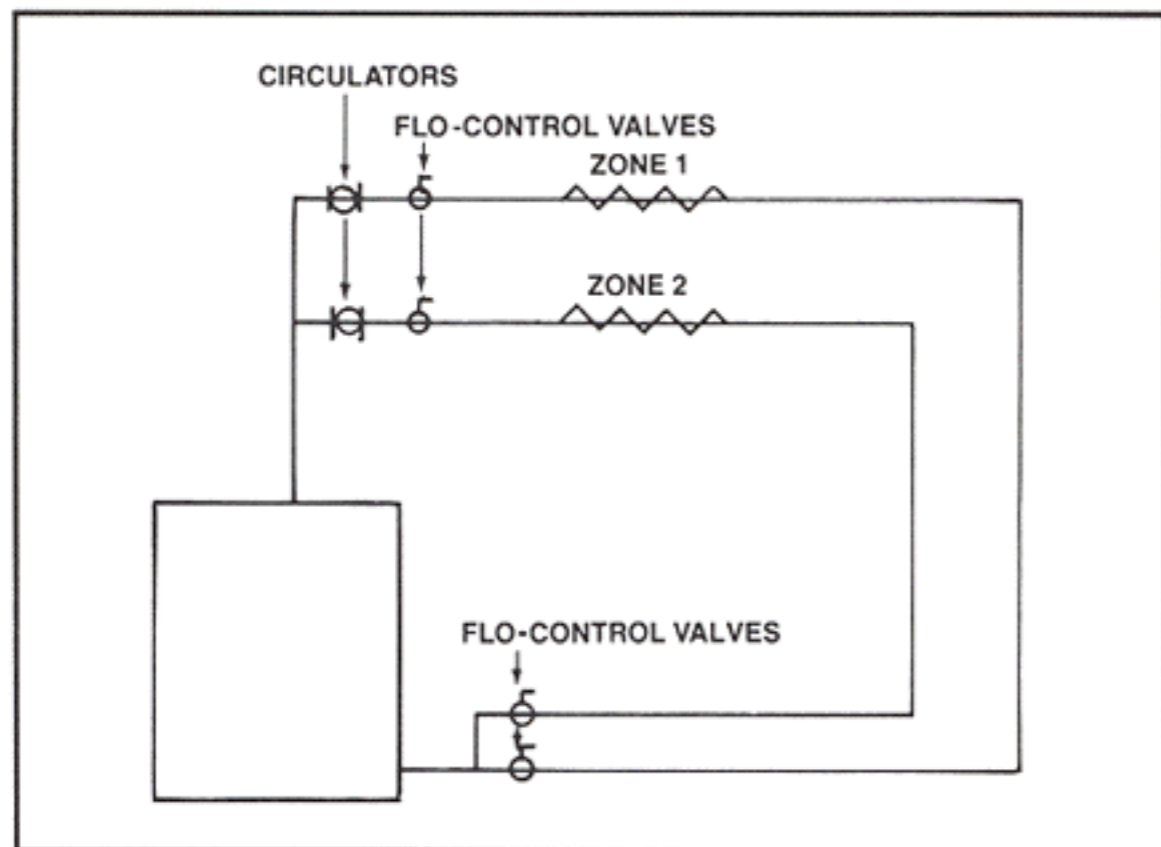 CIRCULATORS
FLO-CONTROL VALVES
ZONE 1
ZONE 2
FLO-CONTROL VALVES